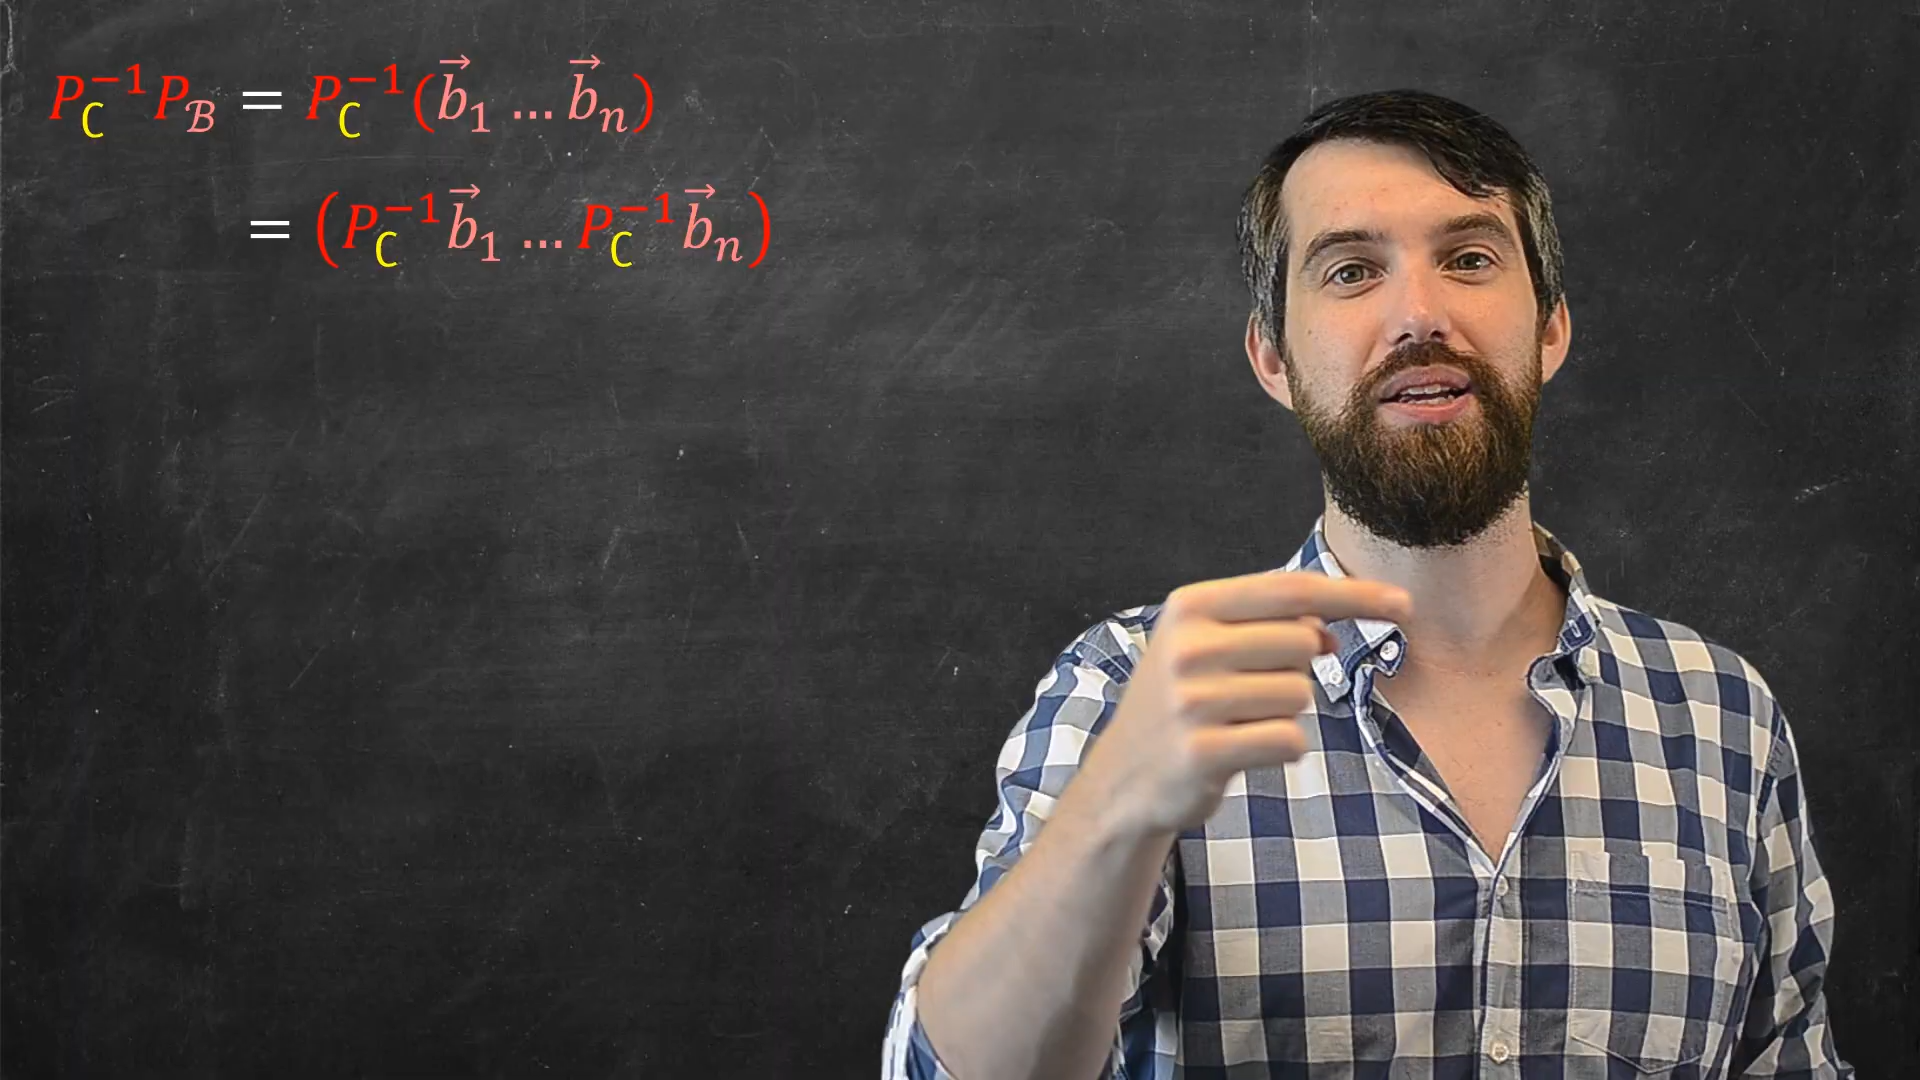 P_C^{-1} P_ℬ = P_C^{-1} (b⃗_1 … b⃗_n)
= (P_C^{-1} b⃗_1 … P_C^{-1} b⃗_n)